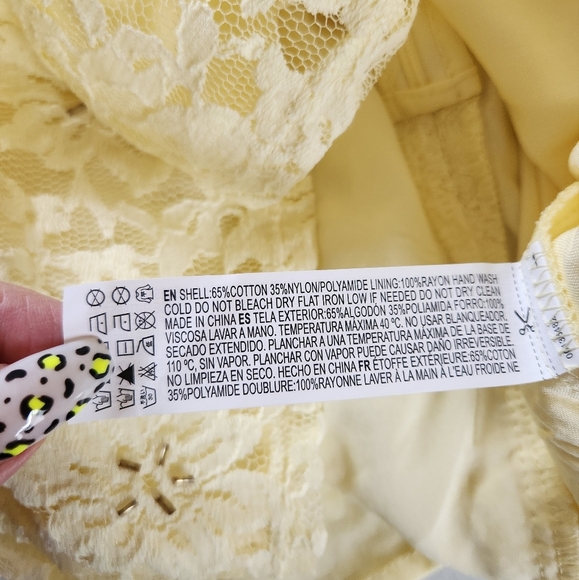 EN SHELL:65%COTTON 35%NYLON/POLYAMIDE LINING:100%RAYON HAND WASH
COLD DO NOT BLEACH DRY FLAT IRON LOW IF NEEDED DO NOT DRY CLEAN
MADE IN CHINA ES TELA EXTERIOR:65%ALGODÓN 35%POLIAMIDA FORRO:100%
VISCOSA LAVAR A MANO. TEMPERATURA MÁXIMA 40 ºC. NO USAR BLANQUEADOR.
SECADO EXTENDIDO. PLANCHAR A UNA TEMPERATURA MÁXIMA DE LA BASE DE
110 ºC, SIN VAPOR. PLANCHAR CON VAPOR PUEDE CAUSAR DAÑO IRREVERSIBLE.
NO LIMPIEZA EN SECO. HECHO EN CHINA FR ÉTOFFE EXTÉRIEURE:65%COTON
35%POLYAMIDE DOUBLURE:100%RAYONNE LAVER À LA MAIN À L'EAU FROIDE NE